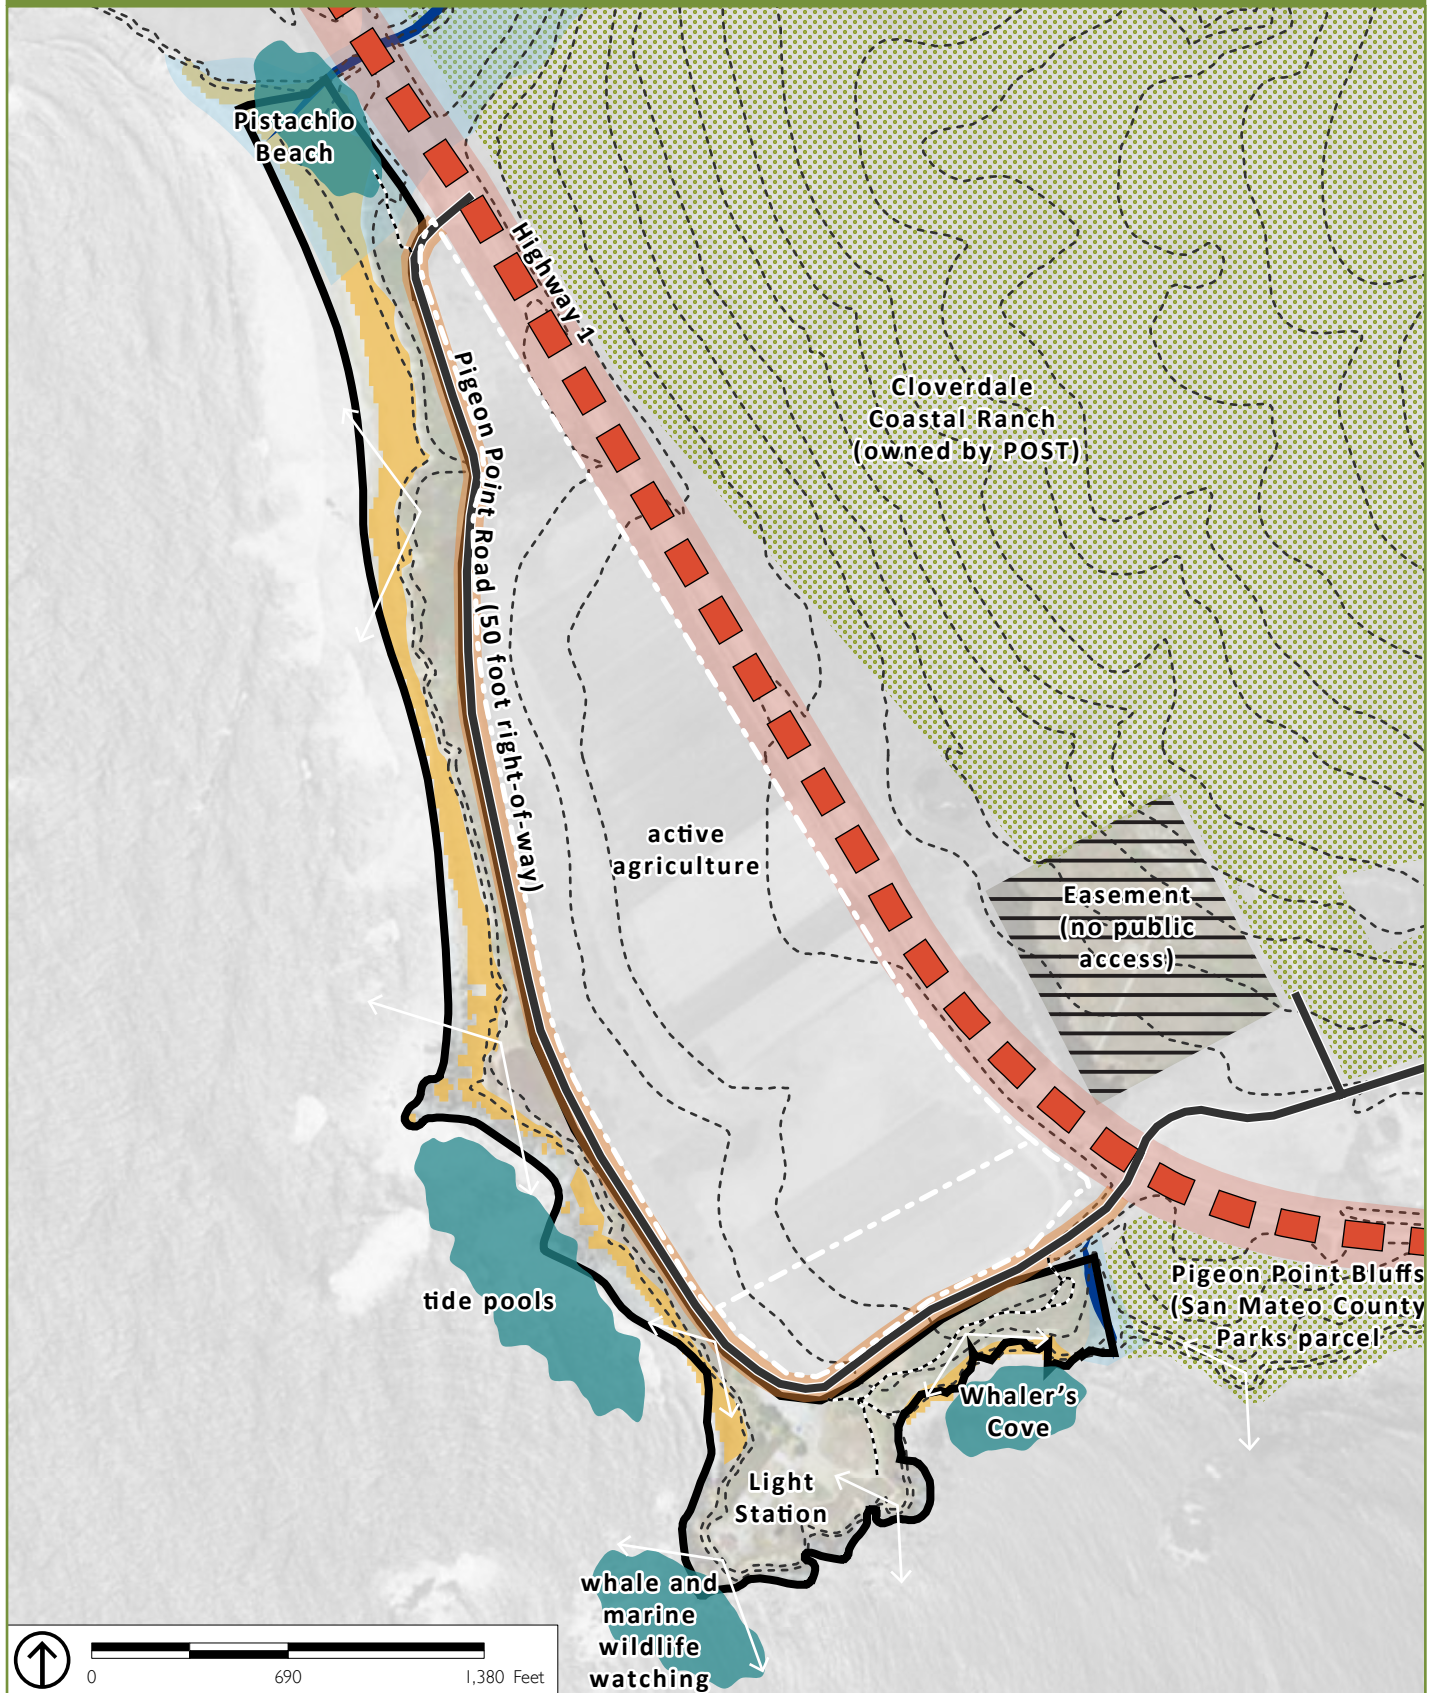 Pistachio
Beach
Highway 1
Pigeon Point Road (50 foot right-of-way)
Cloverdale
Coastal Ranch
(owned by POST)
active
agriculture
Easement
(no public
access)
Pigeon Point Bluffs
(San Mateo County
Parks parcel
tide pools
Whaler's
Cove
Light
Station
whale and
marine
wildlife
watching
0 690 1,380 Feet